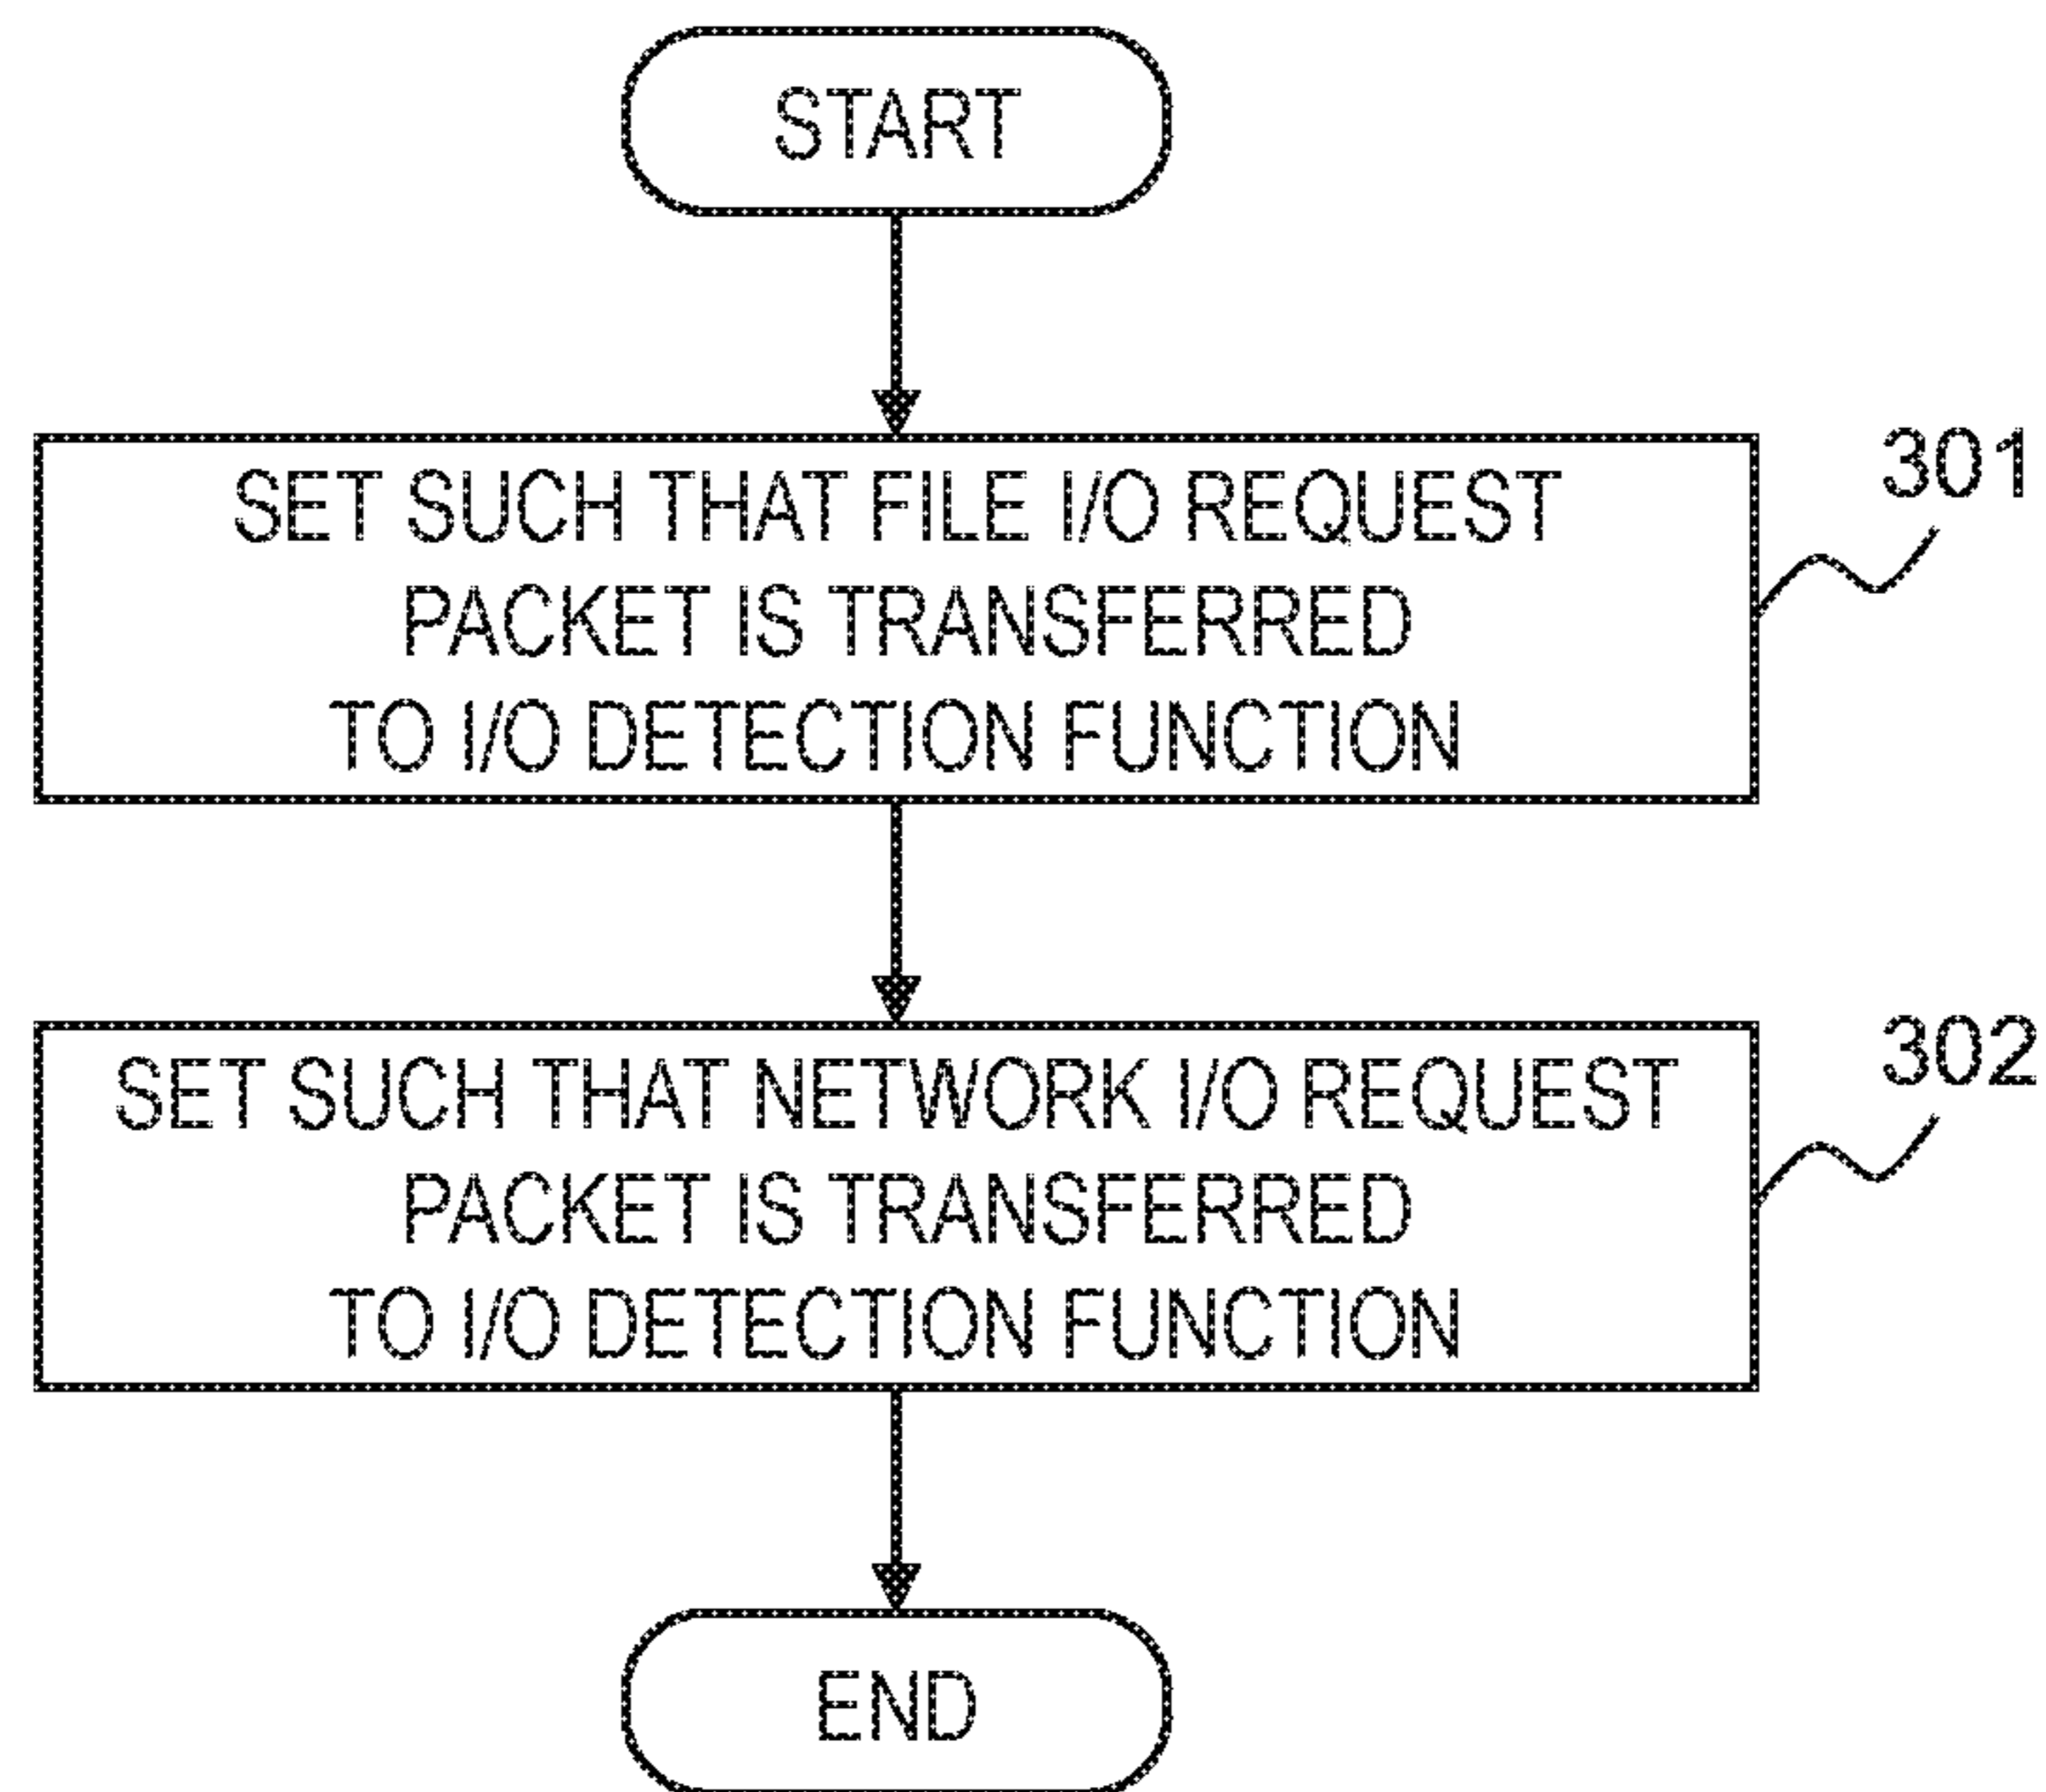 START
SET SUCH THAT FILE I/O REQUEST
PACKET IS TRANSFERRED
TO I/O DETECTION FUNCTION
301
SET SUCH THAT NETWORK I/O REQUEST
PACKET IS TRANSFERRED
TO I/O DETECTION FUNCTION
302
END